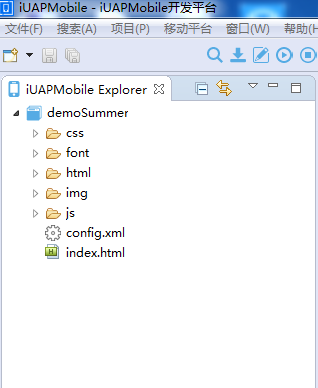 iUAPMobile - iUAPMobile开发平台
文件(F) 搜索(A) 项目(P) 移动平台 窗口(W) 帮助(H
iUAPMobile Explorer
demoSummer
css
font
html
img
js
config.xml
index.html